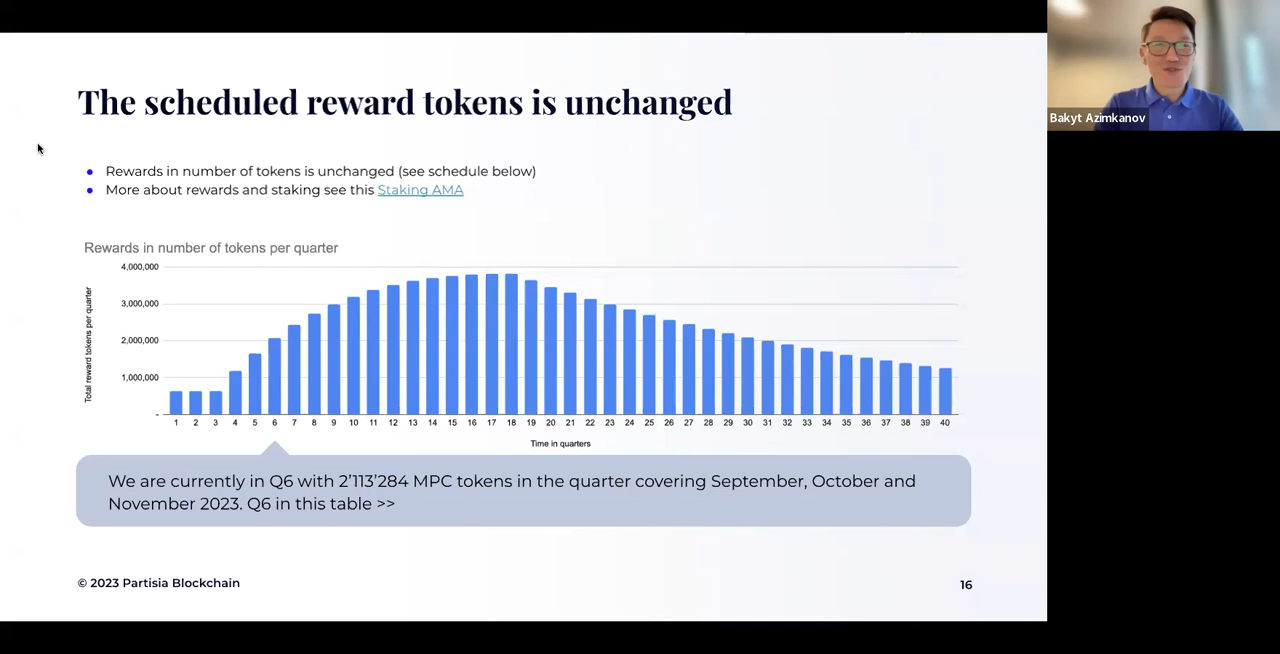 The scheduled reward tokens is unchanged
Bakyt Azimkanov
● Rewards in number of tokens is unchanged (see schedule below)
● More about rewards and staking see this Staking AMA
Rewards in number of tokens per quarter
Total reward tokens per quarter
4,000,000
3,000,000
2,000,000
1,000,000
-
1 2 3 4 5 6 7 8 9 10 11 12 13 14 15 16 17 18 19 20 21 22 23 24 25 26 27 28 29 30 31 32 33 34 35 36 37 38 39 40
Time in quarters
We are currently in Q6 with 2'113'284 MPC tokens in the quarter covering September, October and
November 2023. Q6 in this table >>
© 2023 Partisia Blockchain
16